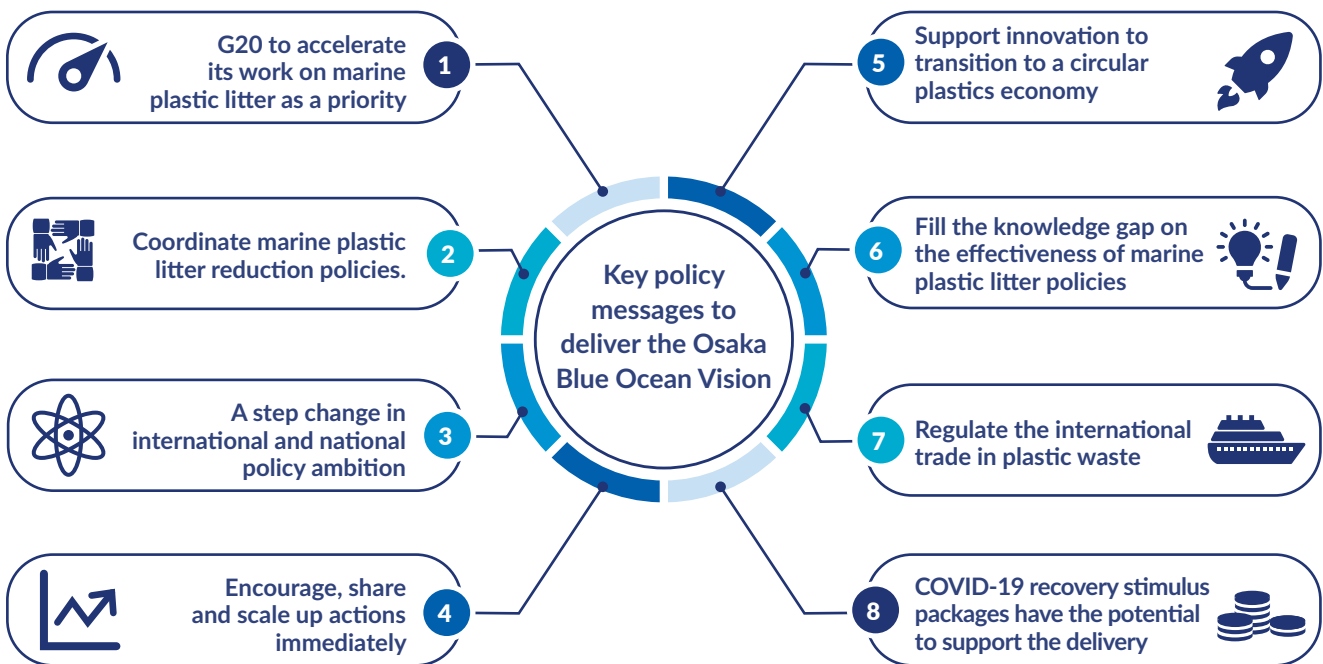 G20 to accelerate
its work on marine
plastic litter as a priority
1
Coordinate marine plastic
litter reduction policies.
2
A step change in
international and national
policy ambition
3
Encourage, share
and scale up actions
immediately
4
Key policy
messages to
deliver the Osaka
Blue Ocean Vision
5
Support innovation to
transition to a circular
plastics economy
6
Fill the knowledge gap on
the effectiveness of marine
plastic litter policies
7
Regulate the international
trade in plastic waste
8
COVID-19 recovery stimulus
packages have the potential
to support the delivery